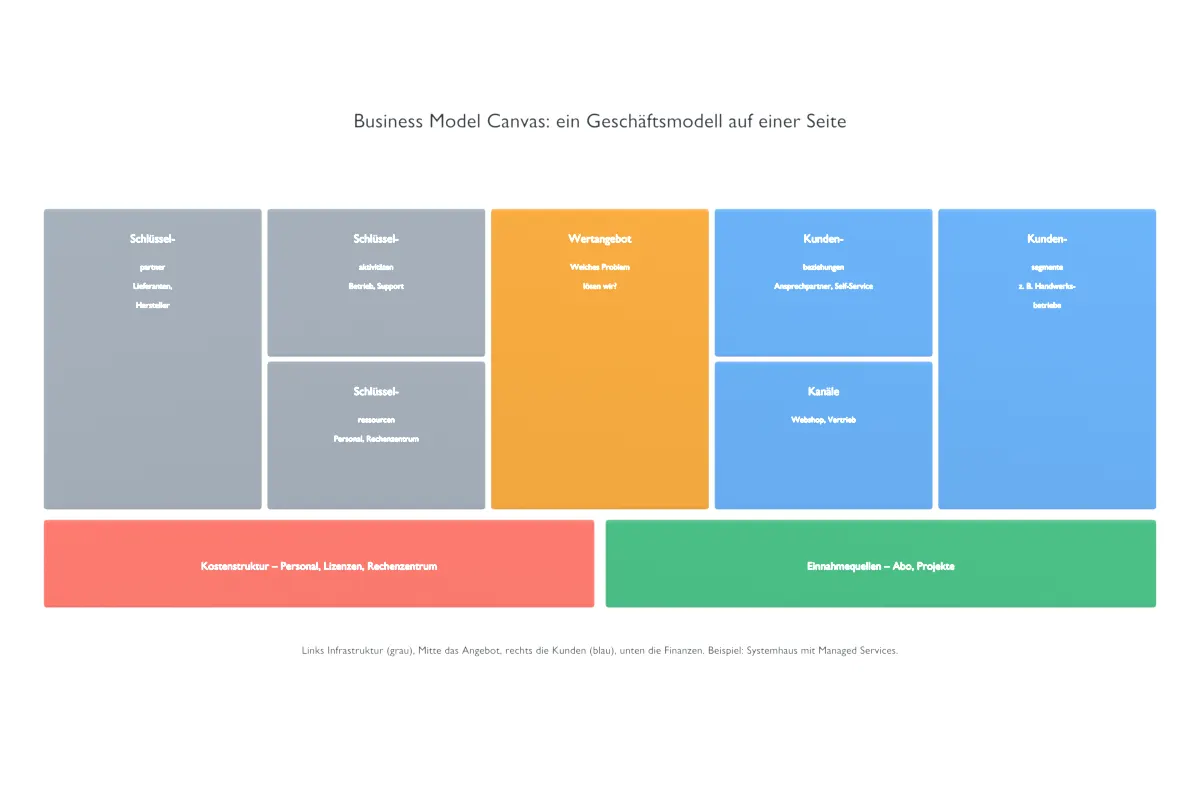 Business Model Canvas: ein Geschäftsmodell auf einer Seite
Schlüssel-
partner
Lieferanten,
Hersteller
Schlüssel-
aktivitäten
Betrieb, Support
Schlüssel-
ressourcen
Personal, Rechenzentrum
Wertangebot
Welches Problem
lösen wir?
Kunden-
beziehungen
Ansprechpartner, Self-Service
Kanäle
Webshop, Vertrieb
Kunden-
segmente
z. B. Handwerks-
betriebe
Kostenstruktur – Personal, Lizenzen, Rechenzentrum
Einnahmequellen – Abo, Projekte
Links Infrastruktur (grau), Mitte das Angebot, rechts die Kunden (blau), unten die Finanzen. Beispiel: Systemhaus mit Managed Services.